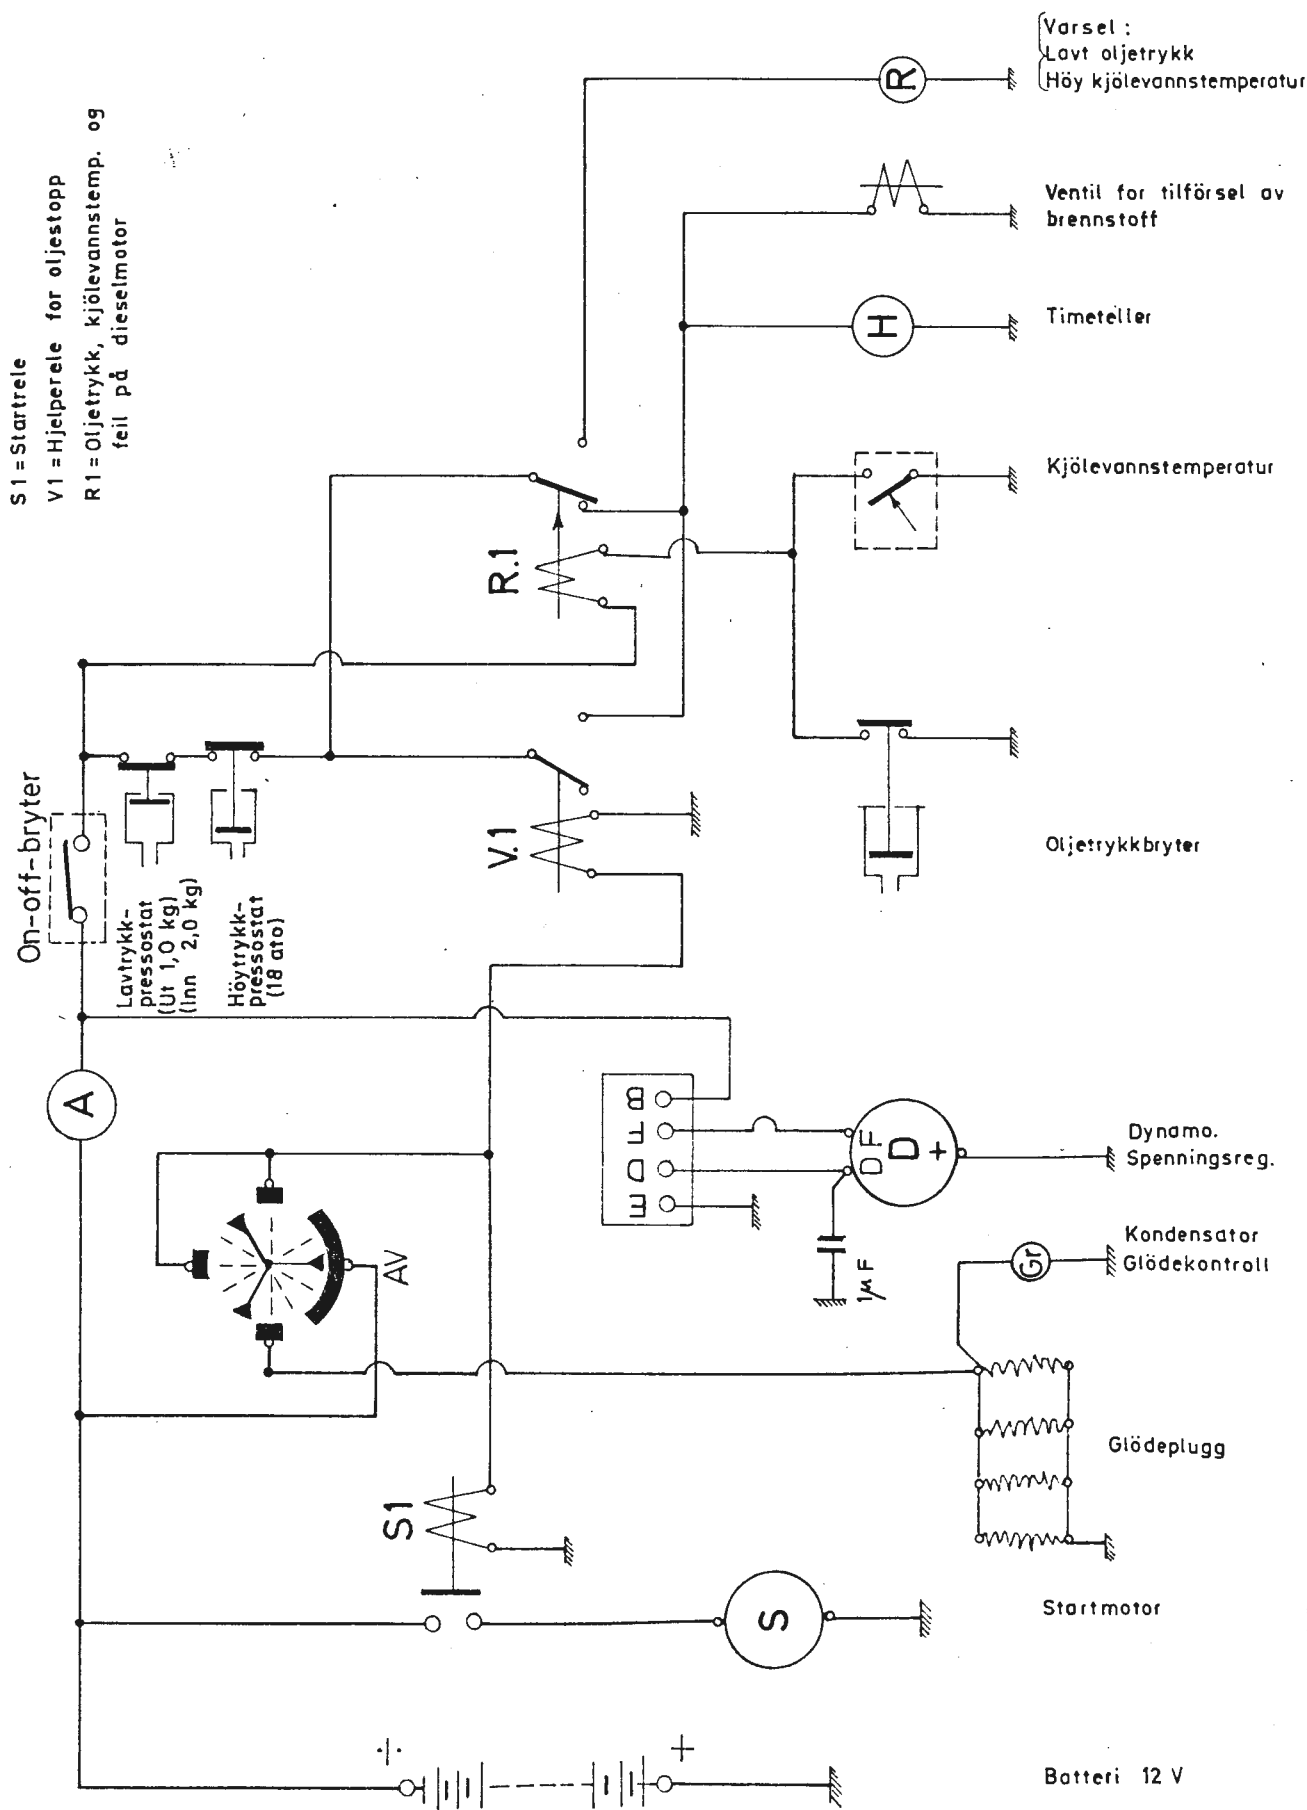 S1 = Startrele
V1 = Hjelperele for oljestopp
R1 = Oljetrykk, kjölevannstemp. og
feil på dieselmotor
Varsel :
Lavt oljetrykk
Höy kjölevannstemperatur
R
Ventil for tilförsel av
brennstoff
Timeteller
H
Kjölevannstemperatur
R.1
On-off-bryter
Lavtrykk-
pressostat
(Ut 1,0 kg)
(Inn 2,0 kg)
Höytrykk-
pressostat
(18 ato)
V.1
Oljetrykkbryter
A
AV
E D F B
D F.
D
+
Dynamo.
Spenningsreg.
1µF
Kondensator
Glödekontroll
Gr
Glödeplugg
S1
S
Startmotor
÷
+
Batteri 12 V